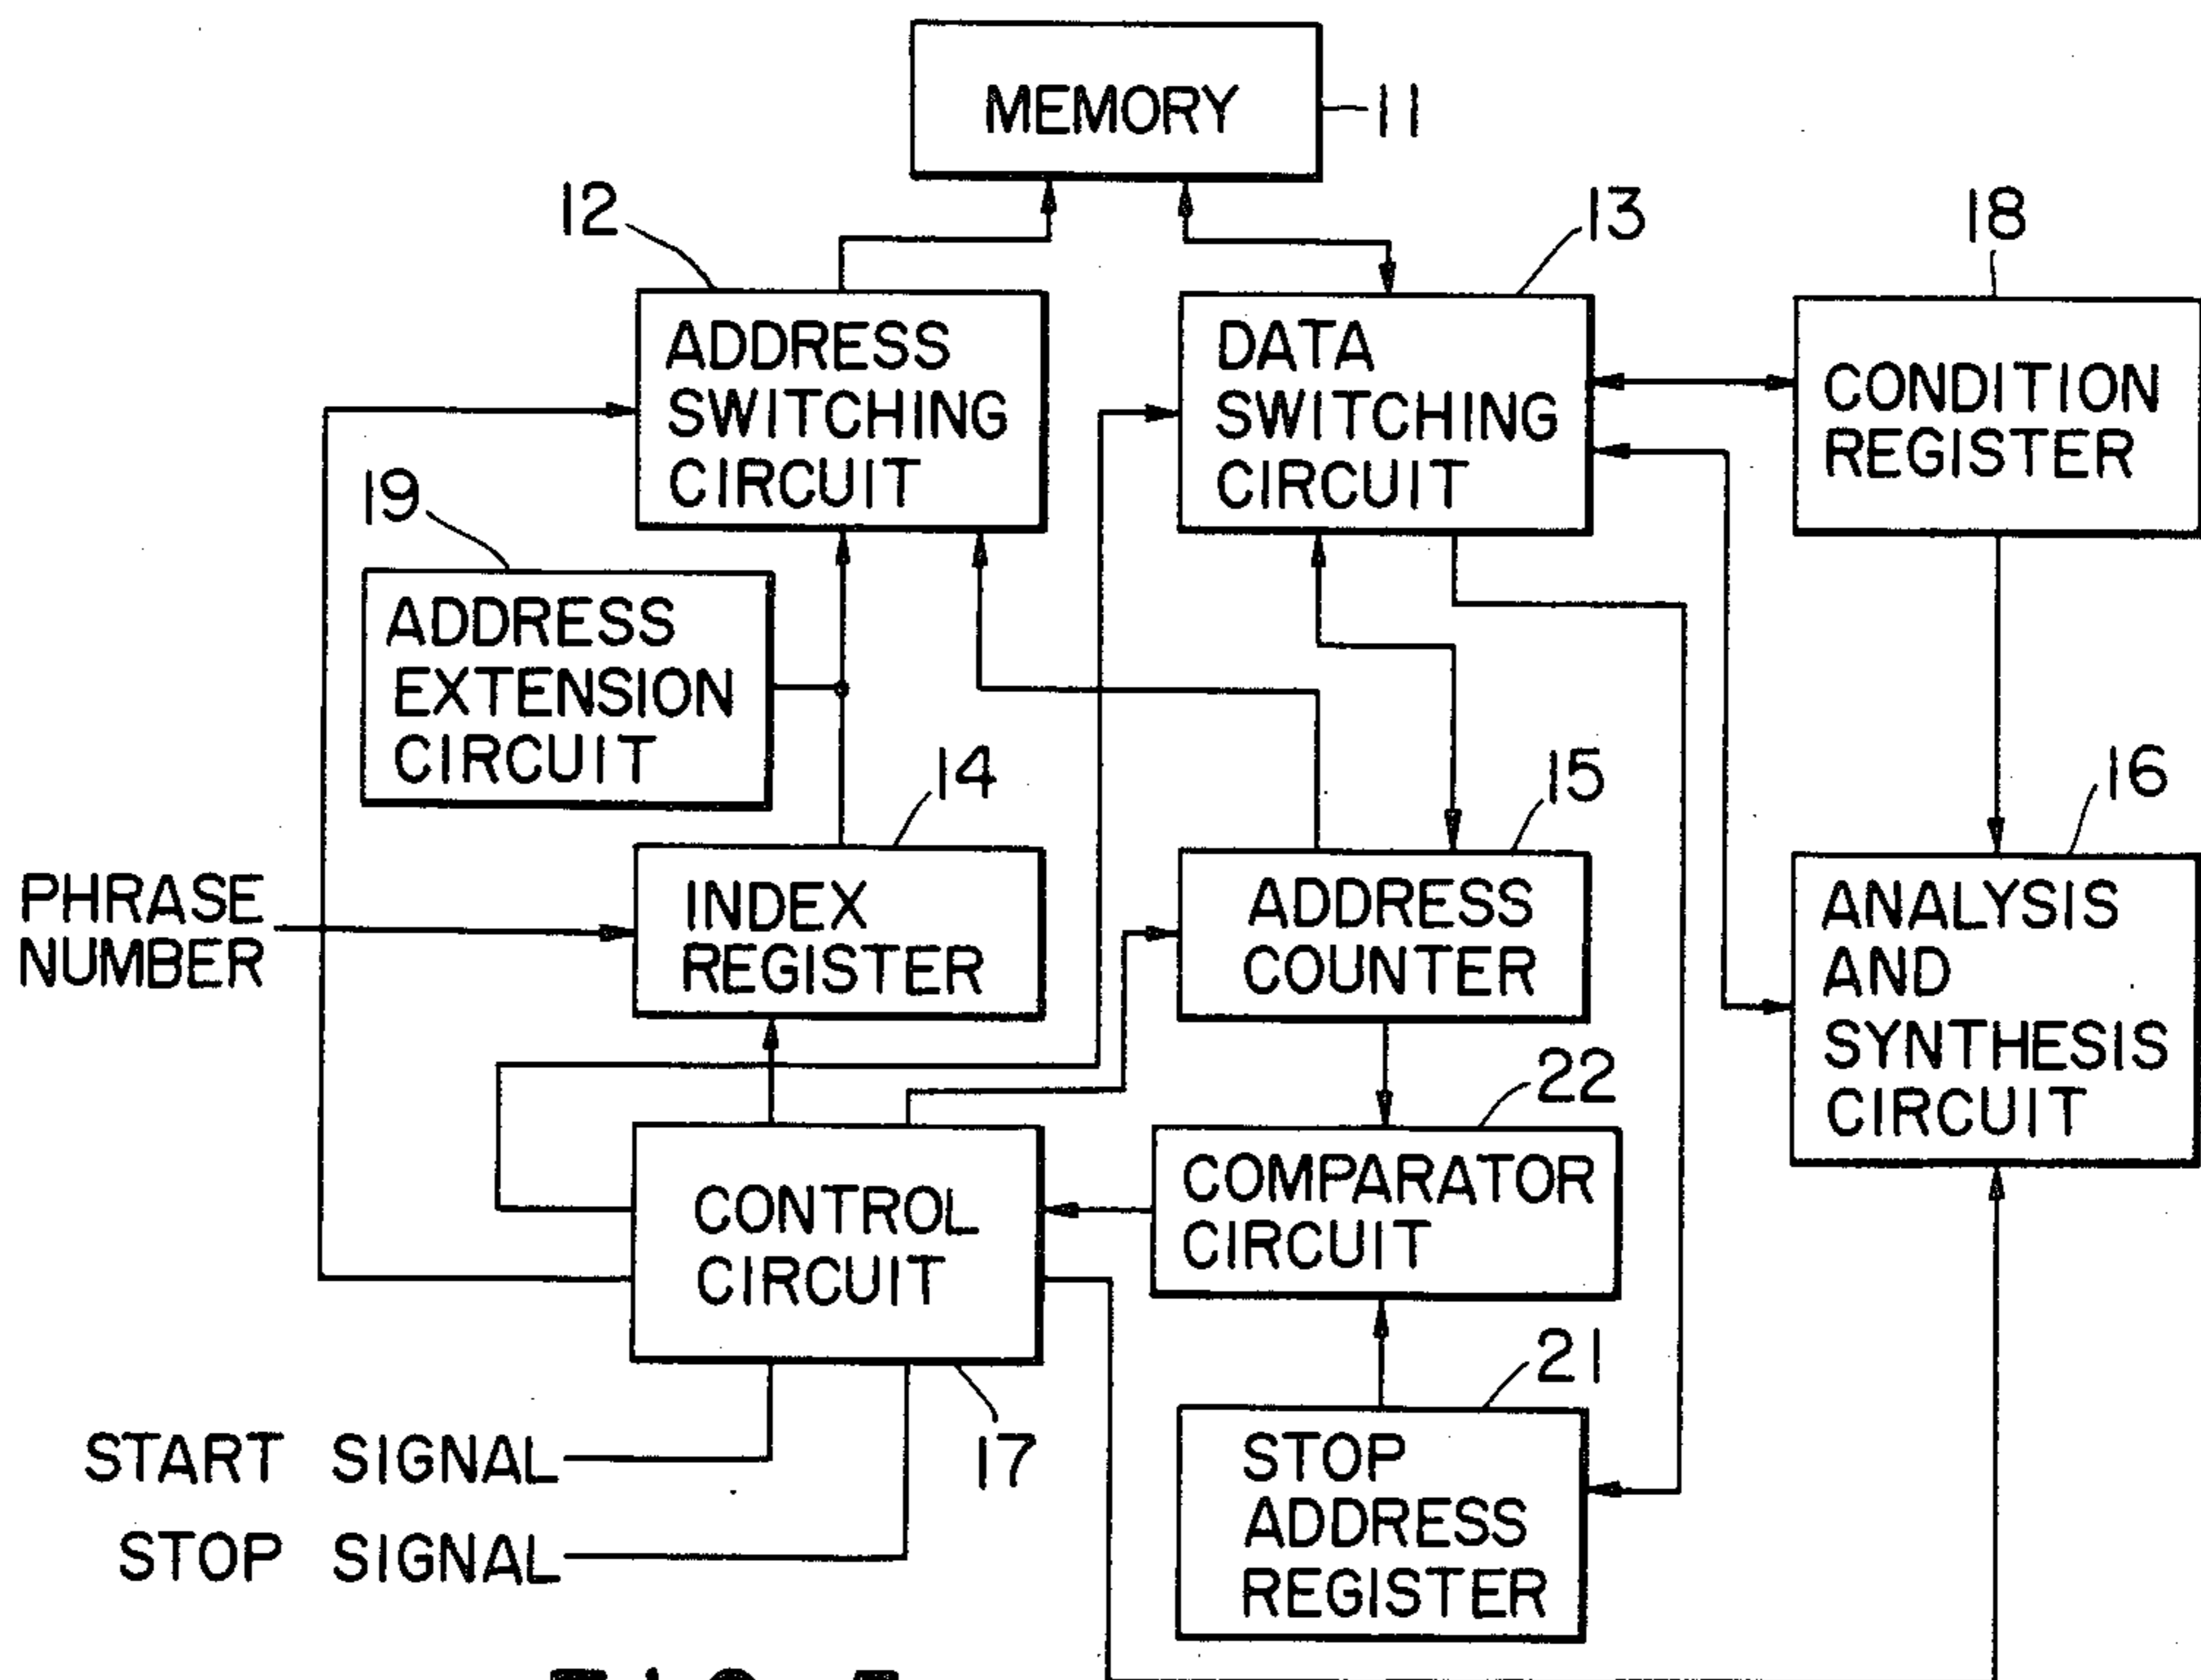 MEMORY
11
12
13
18
ADDRESS
SWITCHING
CIRCUIT
DATA
SWITCHING
CIRCUIT
CONDITION
REGISTER
19
ADDRESS
EXTENSION
CIRCUIT
14
15
16
PHRASE
NUMBER
INDEX
REGISTER
ADDRESS
COUNTER
ANALYSIS
AND
SYNTHESIS
CIRCUIT
22
CONTROL
CIRCUIT
COMPARATOR
CIRCUIT
21
17
START SIGNAL
STOP SIGNAL
STOP
ADDRESS
REGISTER